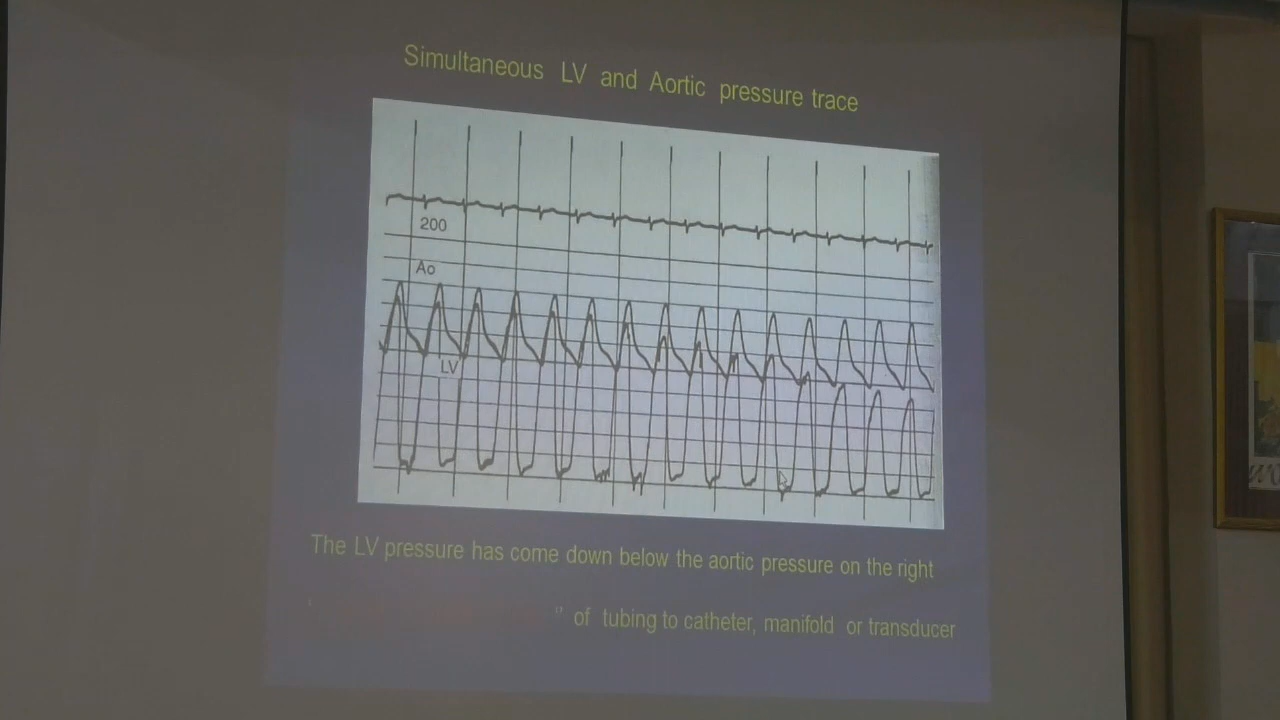 Simultaneous LV and Aortic pressure trace
200
Ao
LV
The LV pressure has come down below the aortic pressure on the right
" of tubing to catheter, manifold or transducer